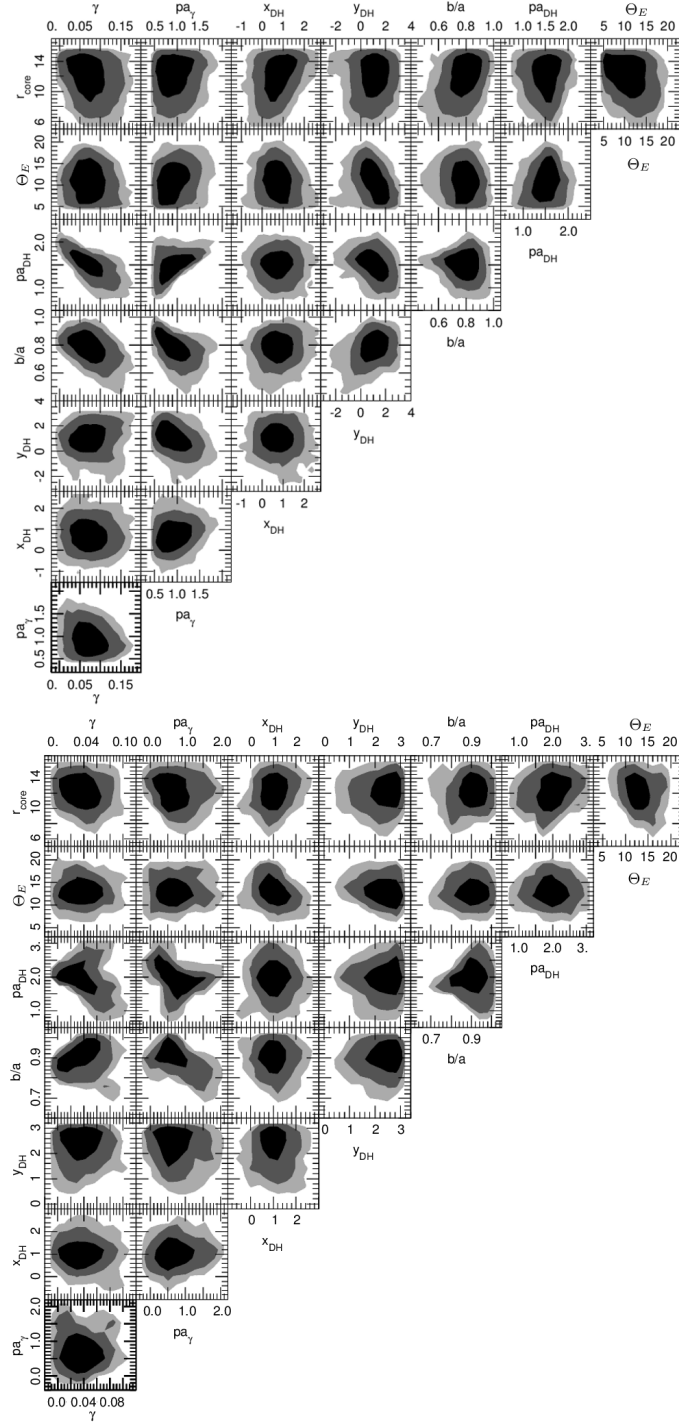 γ pa_γ x_DH y_DH b/a pa_DH Θ_E
0. 0.05 0.15 0.5 1.0 1.5 -1 0 1 2 -2 0 2 4 0.6 0.8 1.0 1.0 1.5 2.0 5 10 15 20
r_core 6 10 14
5 10 15 20 Θ_E
Θ_E 5 10 15 20
1.0 2.0 pa_DH
pa_DH 1.0 2.0
0.6 0.8 1.0 b/a
b/a 0.6 0.8 1.0
-2 0 2 4 y_DH
y_DH -2 0 2 4
-1 0 1 2 x_DH
x_DH -1 0 1 2
0.5 1.0 1.5 pa_γ
pa_γ 0.5 1.0 1.5
0. 0.05 0.15
γ
γ pa_γ x_DH y_DH b/a pa_DH Θ_E
0. 0.04 0.10 0.0 1.0 2.0 0 1 2 0 1 2 3 0.7 0.9 1.0 2.0 3. 5 10 15 20
r_core 6 10 14
5 10 15 20 Θ_E
Θ_E 5 10 15 20
1.0 2.0 3. pa_DH
pa_DH 1.0 2.0 3.
0.7 0.9 b/a
b/a 0.7 0.9
0 1 2 3 y_DH
y_DH 0 1 2 3
0 1 2 x_DH
x_DH 0 1 2
0.0 1.0 2.0 pa_γ
pa_γ 0.0 1.0 2.0
0.0 0.04 0.08
γ